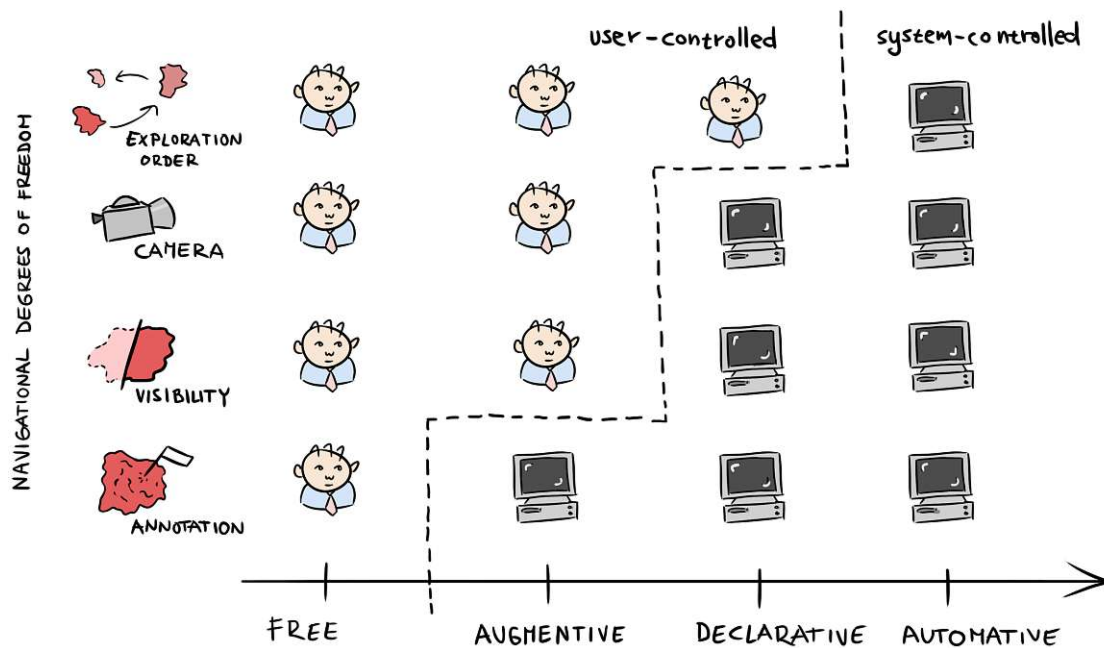 user-controlled
system-controlled
NAVIGATIONAL DEGREES OF FREEDOM
EXPLORATION
ORDER
CAMERA
VISIBILITY
ANNOTATION
FREE
AUGMENTIVE
DECLARATIVE
AUTOMATIVE